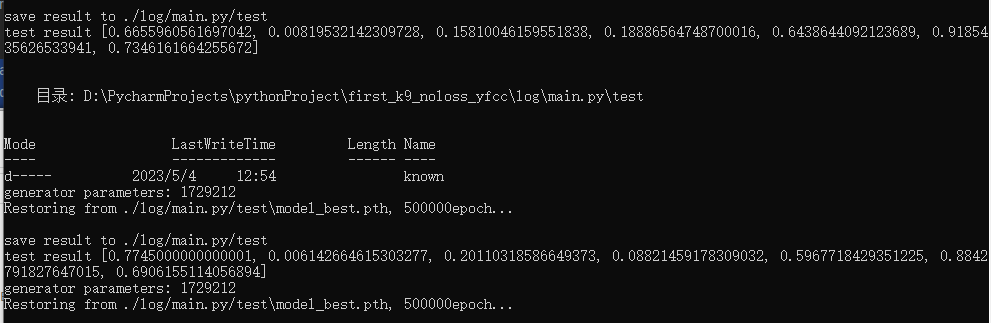 save result to ./log/main.py/test
test result [0.6655960561697042, 0.00819532142309728, 0.15810046159551838, 0.18886564748700016, 0.6438644092123689, 0.91854
35626533941, 0.7346161664255672]
目录: D:\PycharmProjects\pythonProject\first_k9_noloss_yfcc\log\main.py\test
Mode LastWriteTime Length Name
---- ------------- ------ ----
d----- 2023/5/4 12:54 known
generator parameters: 1729212
Restoring from ./log/main.py/test\model_best.pth, 500000epoch...
save result to ./log/main.py/test
test result [0.7745000000000001, 0.006142664615303277, 0.20110318586649373, 0.08821459178309032, 0.5967718429351225, 0.8842
791827647015, 0.6906155114056894]
generator parameters: 1729212
Restoring from ./log/main.py/test\model_best.pth, 500000epoch...